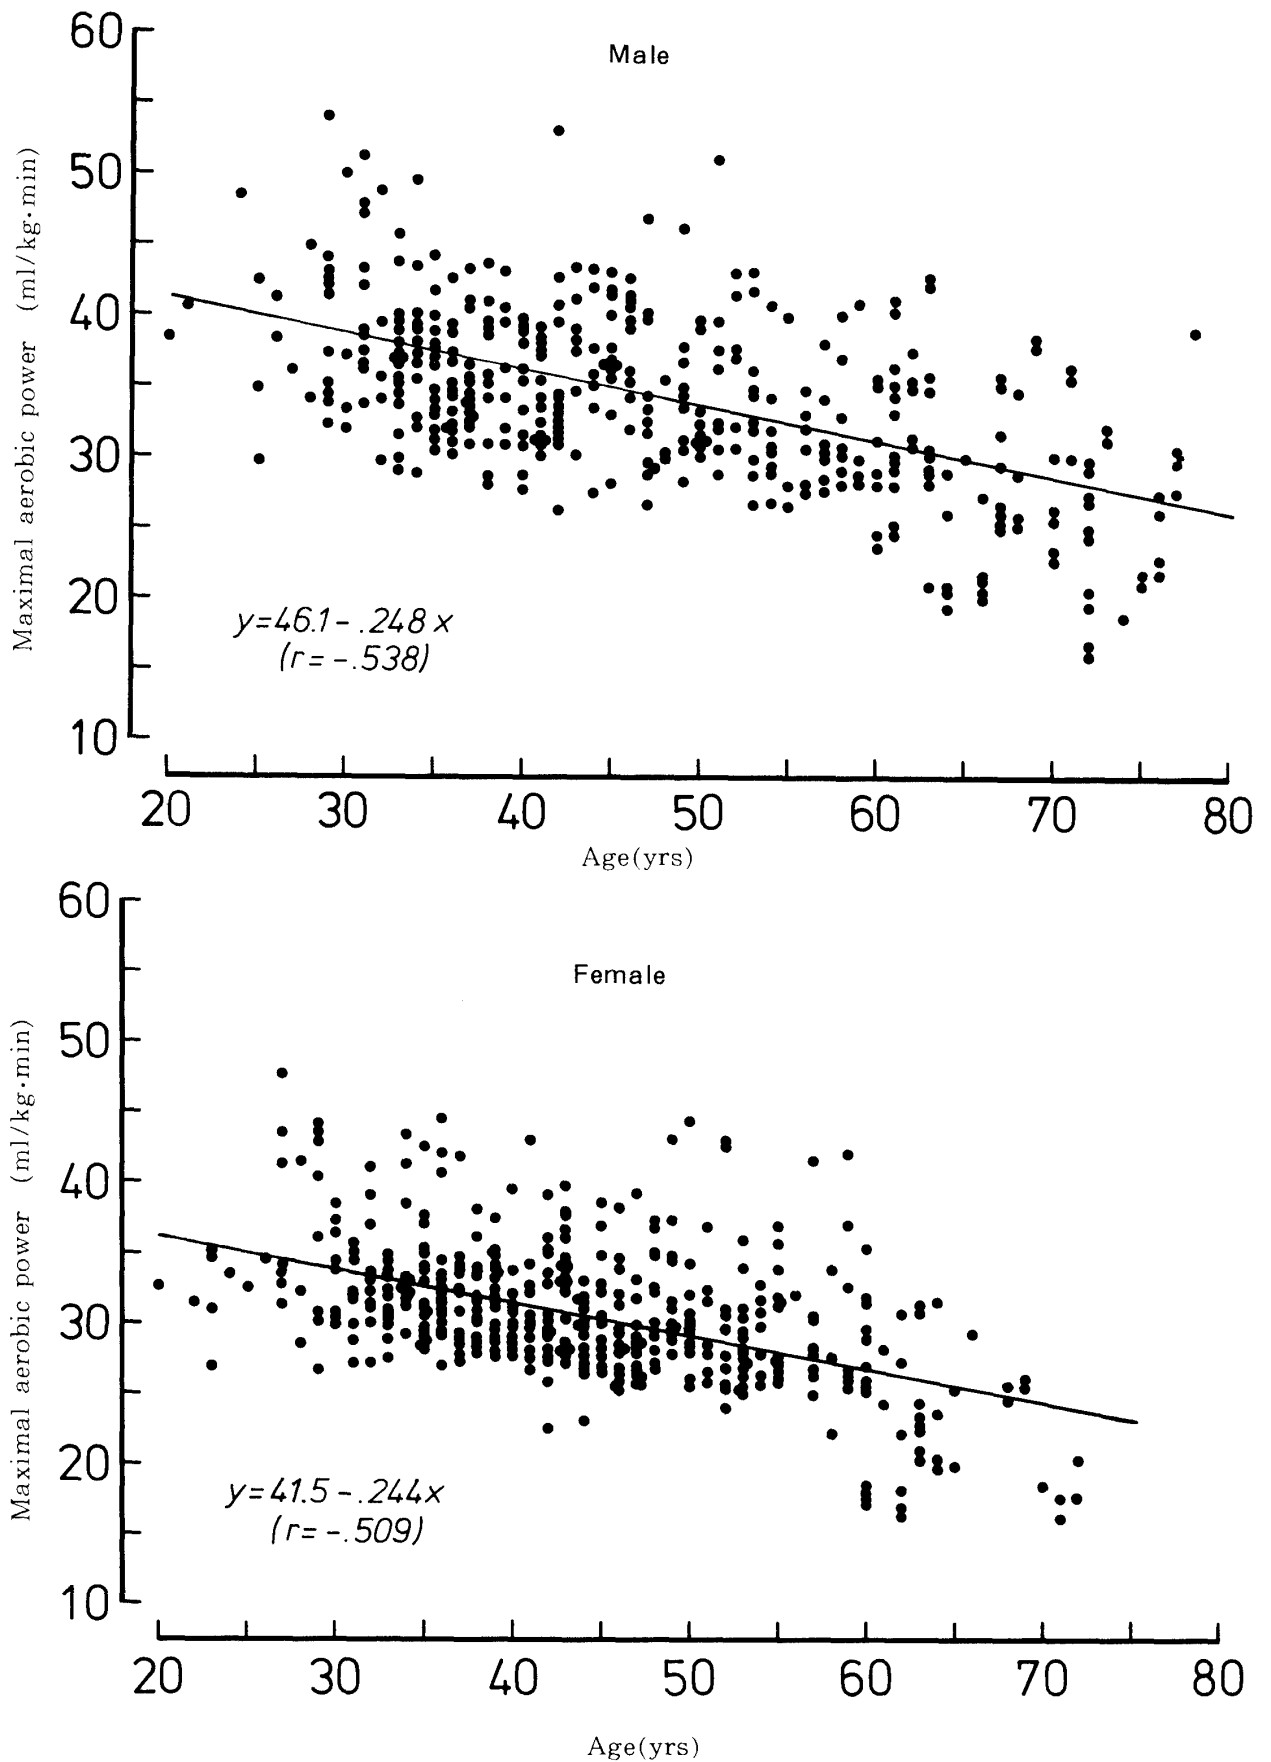 60
Male
50
40
30
20
10
Maximal aerobic power (ml/kg·min)
y=46.1-.248x
(r=-.538)
20 30 40 50 60 70 80
Age(yrs)
60
Female
50
40
30
20
10
Maximal aerobic power (ml/kg·min)
y=41.5-.244x
(r=-.509)
20 30 40 50 60 70 80
Age(yrs)